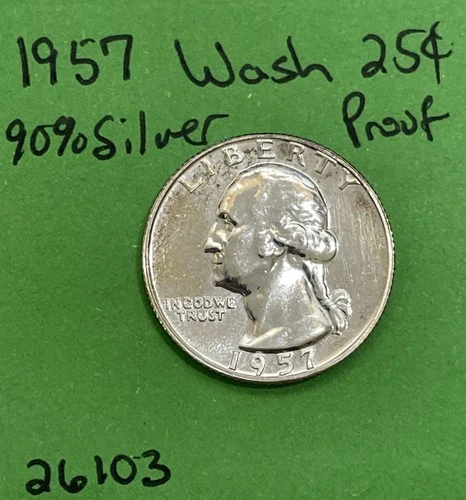 1957 Wash 25¢
90% Silver Proof
LIBERTY
IN GOD WE
TRUST
1957
26103